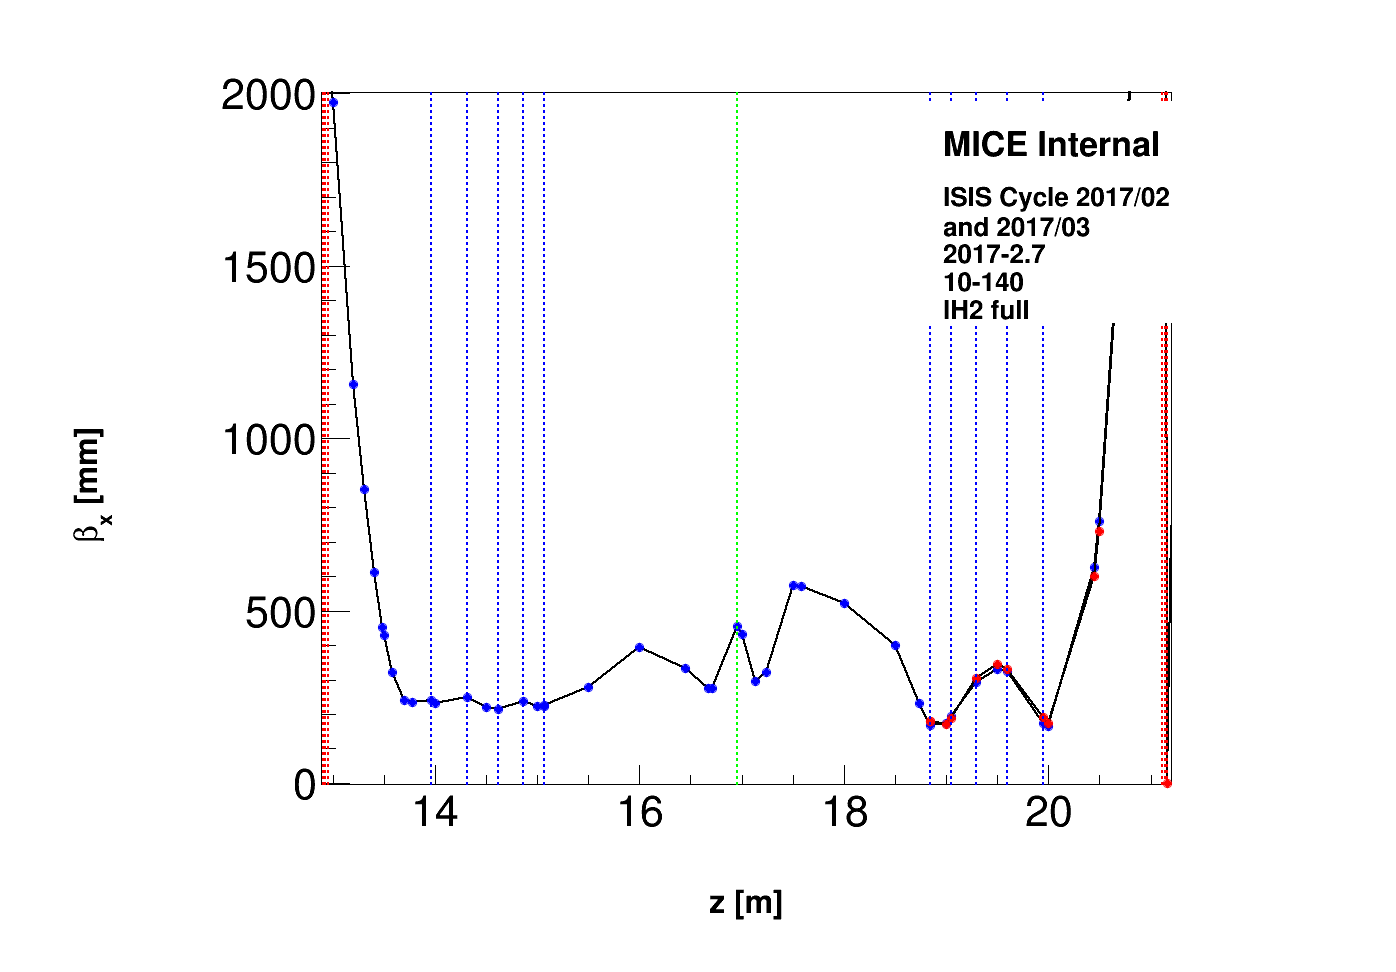 2000
1500
1000
500
0
βx [mm]
MICE Internal
ISIS Cycle 2017/02
and 2017/03
2017-2.7
10-140
lH2 full
14 16 18 20
z [m]